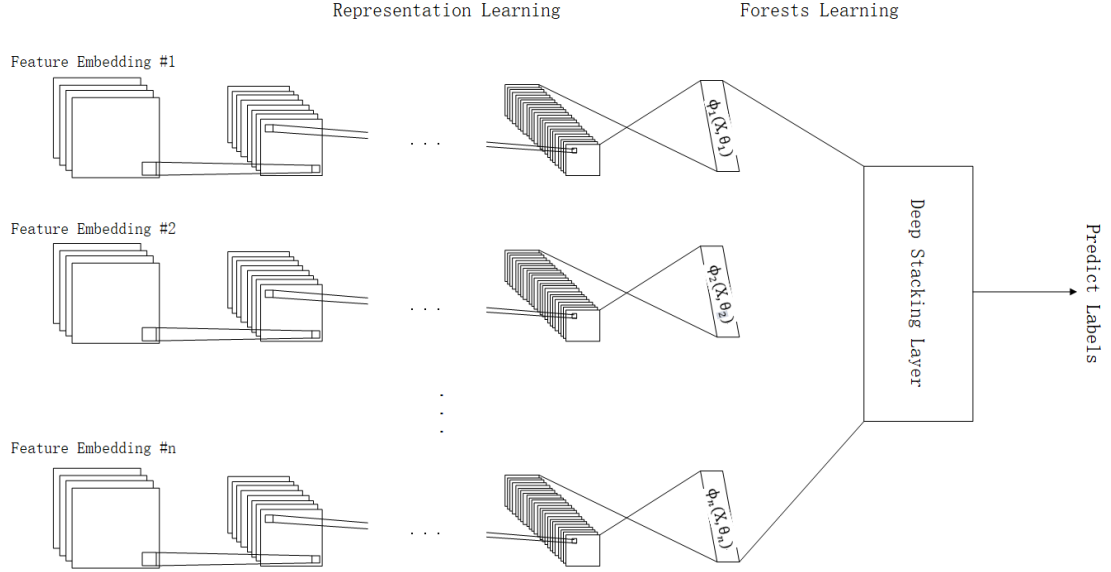 Representation Learning
Forests Learning
Feature Embedding #1
. . .
ϕ₁(X,θ₁)
Feature Embedding #2
. . .
ϕ₂(X,θ₂)
Deep Stacking Layer
Predict Labels
Feature Embedding #n
. . .
ϕₙ(X,θₙ)